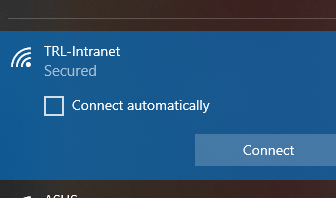 TRL-Intranet
Secured
Connect automatically
Connect